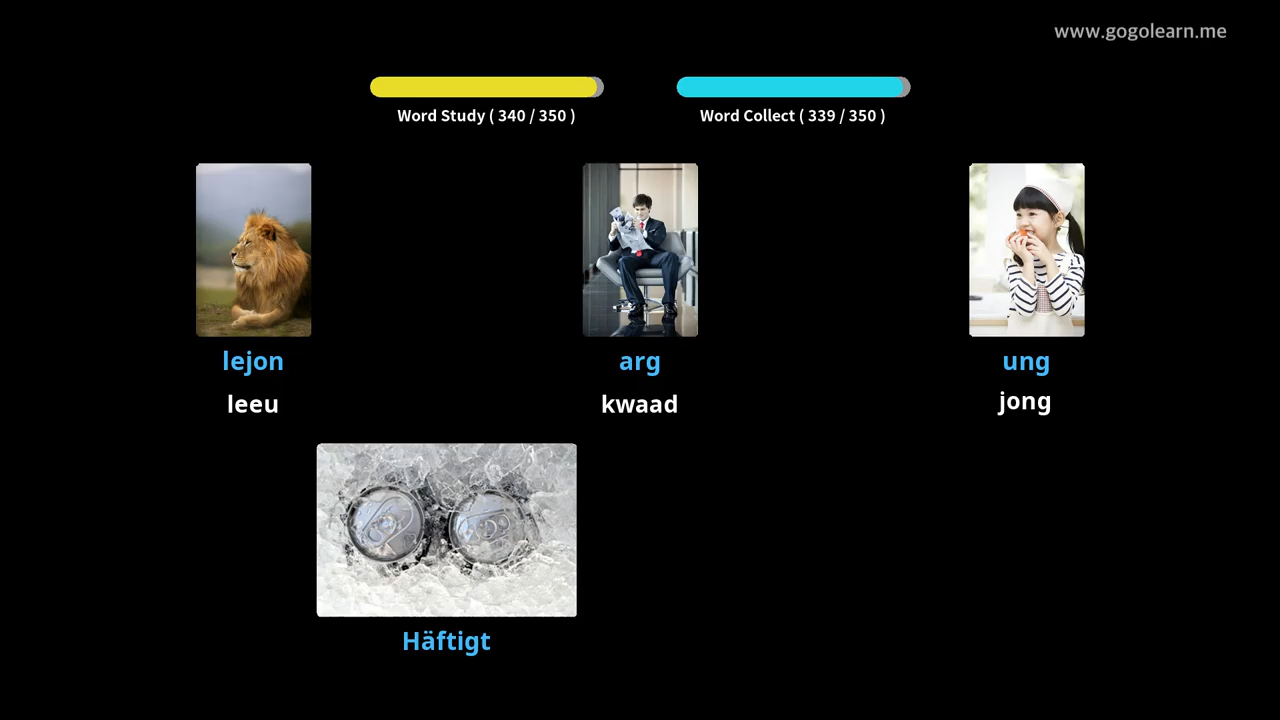 www.gogolearn.me
Word Study ( 340 / 350 )
Word Collect ( 339 / 350 )
lejon
arg
ung
leeu
kwaad
jong
Häftigt